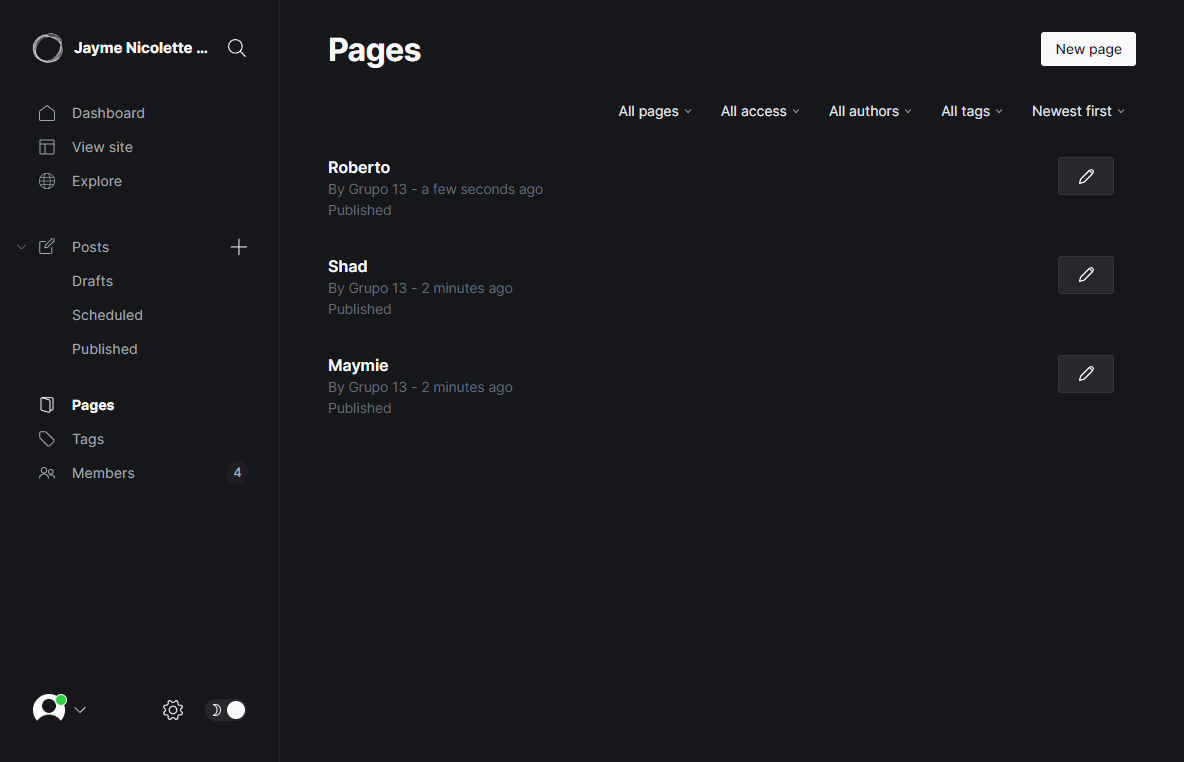 Jayme Nicolette ...
Dashboard
View site
Explore
Posts
Drafts
Scheduled
Published
Pages
Tags
Members
4
Pages
New page
All pages
All access
All authors
All tags
Newest first
Roberto
By Grupo 13 - a few seconds ago
Published
Shad
By Grupo 13 - 2 minutes ago
Published
Maymie
By Grupo 13 - 2 minutes ago
Published